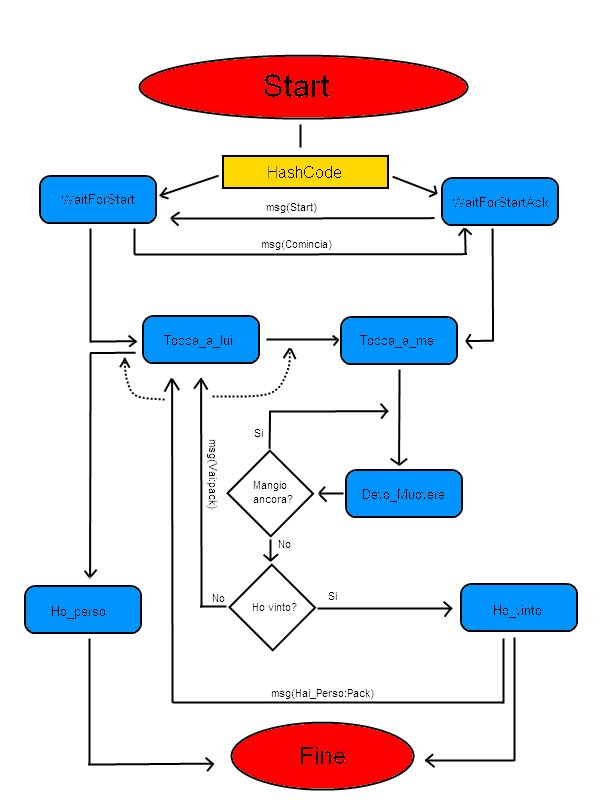 Start
HashCode
WaitForStart
WaitForStartAck
msg(Start)
msg(Comincia)
Tocca_a_lui
Tocca_a_me
Si
msg(Vai:pack)
Mangio
ancora?
Devo_Muovere
No
Ho_perso
No
Ho vinto?
Si
Ho_vinto
msg(Hai_Perso:Pack)
Fine